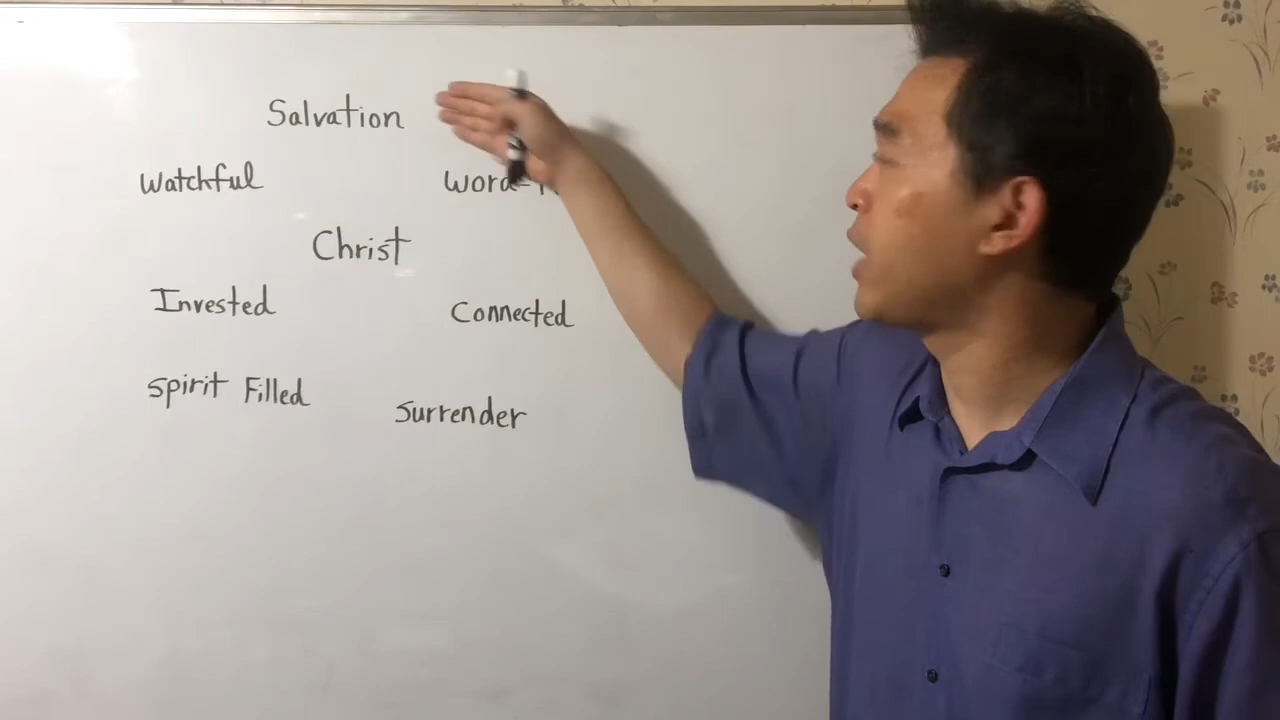 Salvation
Watchful
Christ
Invested
Connected
Spirit Filled
Surrender